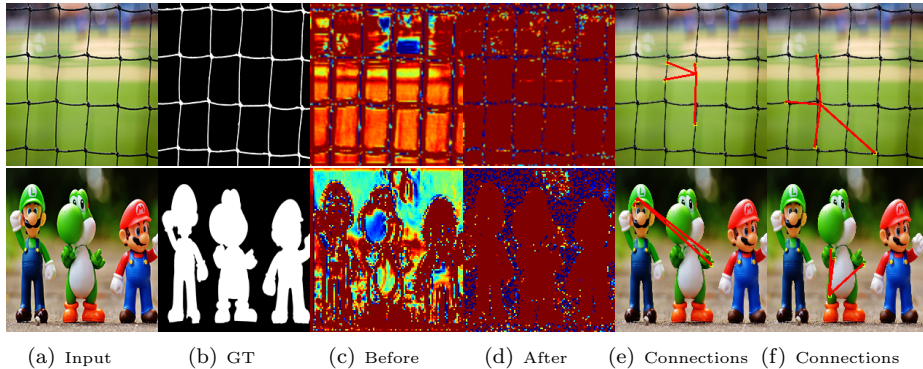 L M
(a) Input (b) GT (c) Before (d) After (e) Connections (f) Connections